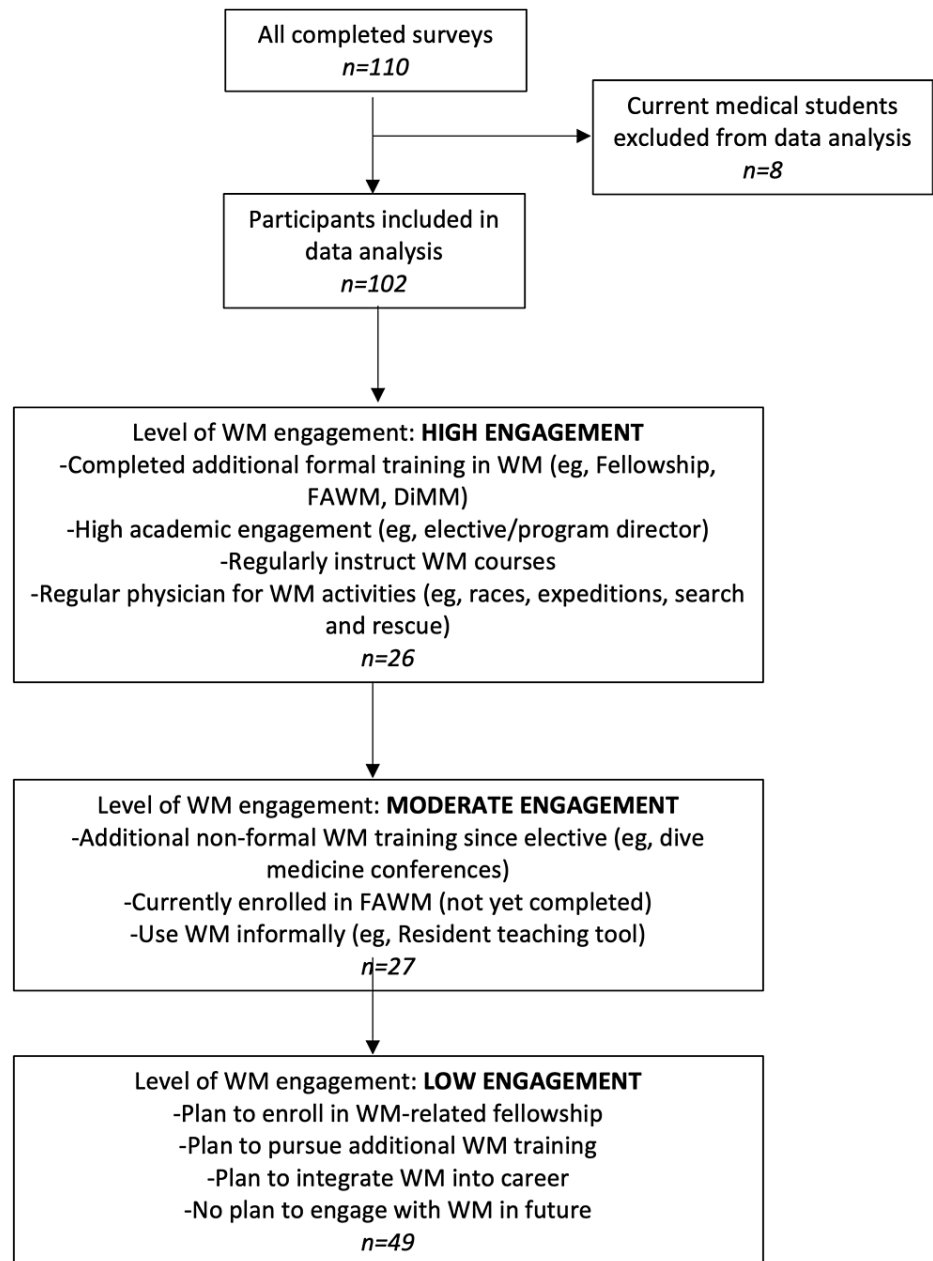 All completed surveys
n=110
Current medical students
excluded from data analysis
n=8
Participants included in
data analysis
n=102
Level of WM engagement: HIGH ENGAGEMENT
-Completed additional formal training in WM (eg, Fellowship,
FAWM, DiMM)
-High academic engagement (eg, elective/program director)
-Regularly instruct WM courses
-Regular physician for WM activities (eg, races, expeditions, search
and rescue)
n=26
Level of WM engagement: MODERATE ENGAGEMENT
-Additional non-formal WM training since elective (eg, dive
medicine conferences)
-Currently enrolled in FAWM (not yet completed)
-Use WM informally (eg, Resident teaching tool)
n=27
Level of WM engagement: LOW ENGAGEMENT
-Plan to enroll in WM-related fellowship
-Plan to pursue additional WM training
-Plan to integrate WM into career
-No plan to engage with WM in future
n=49